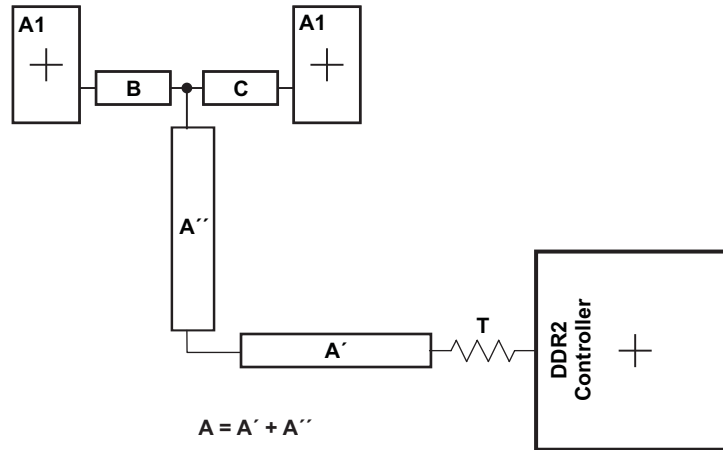 A1
A1
B
C
A´´
T
A´
DDR2
Controller
A = A´ + A´´